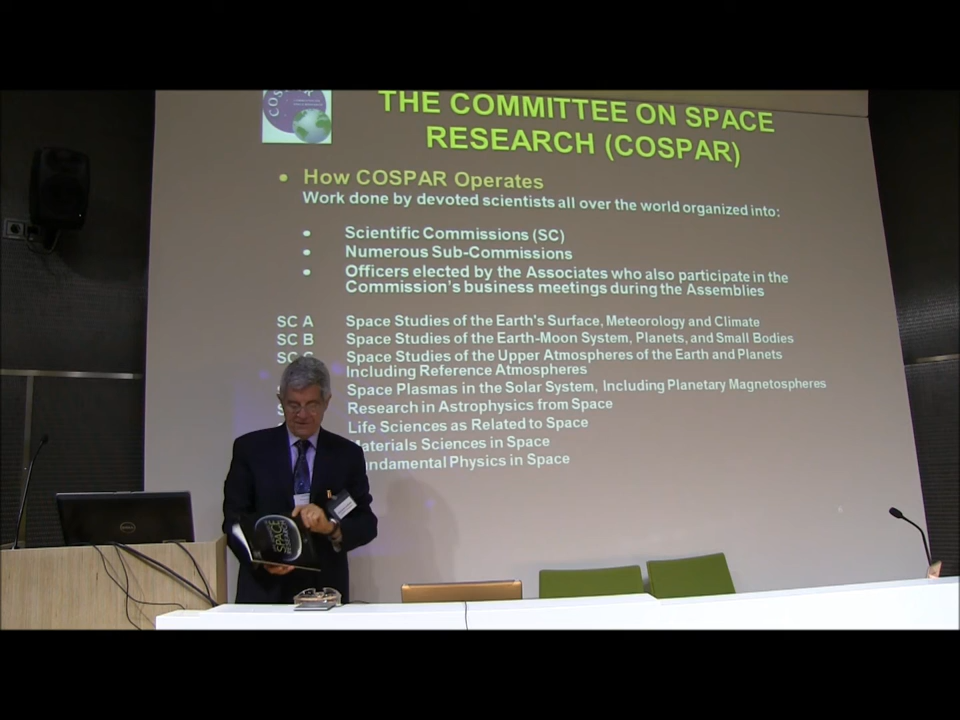 COSPAR
THE COMMITTEE ON SPACE
RESEARCH (COSPAR)
• How COSPAR Operates
Work done by devoted scientists all over the world organized into:
• Scientific Commissions (SC)
• Numerous Sub-Commissions
• Officers elected by the Associates who also participate in the
Commission's business meetings during the Assemblies
SC A Space Studies of the Earth's Surface, Meteorology and Climate
SC B Space Studies of the Earth-Moon System, Planets, and Small Bodies
SC Space Studies of the Upper Atmospheres of the Earth and Planets
Including Reference Atmospheres
Space Plasmas in the Solar System, Including Planetary Magnetospheres
Research in Astrophysics from Space
Life Sciences as Related to Space
Materials Sciences in Space
Fundamental Physics in Space
SPACE
RESEARCH
DELL